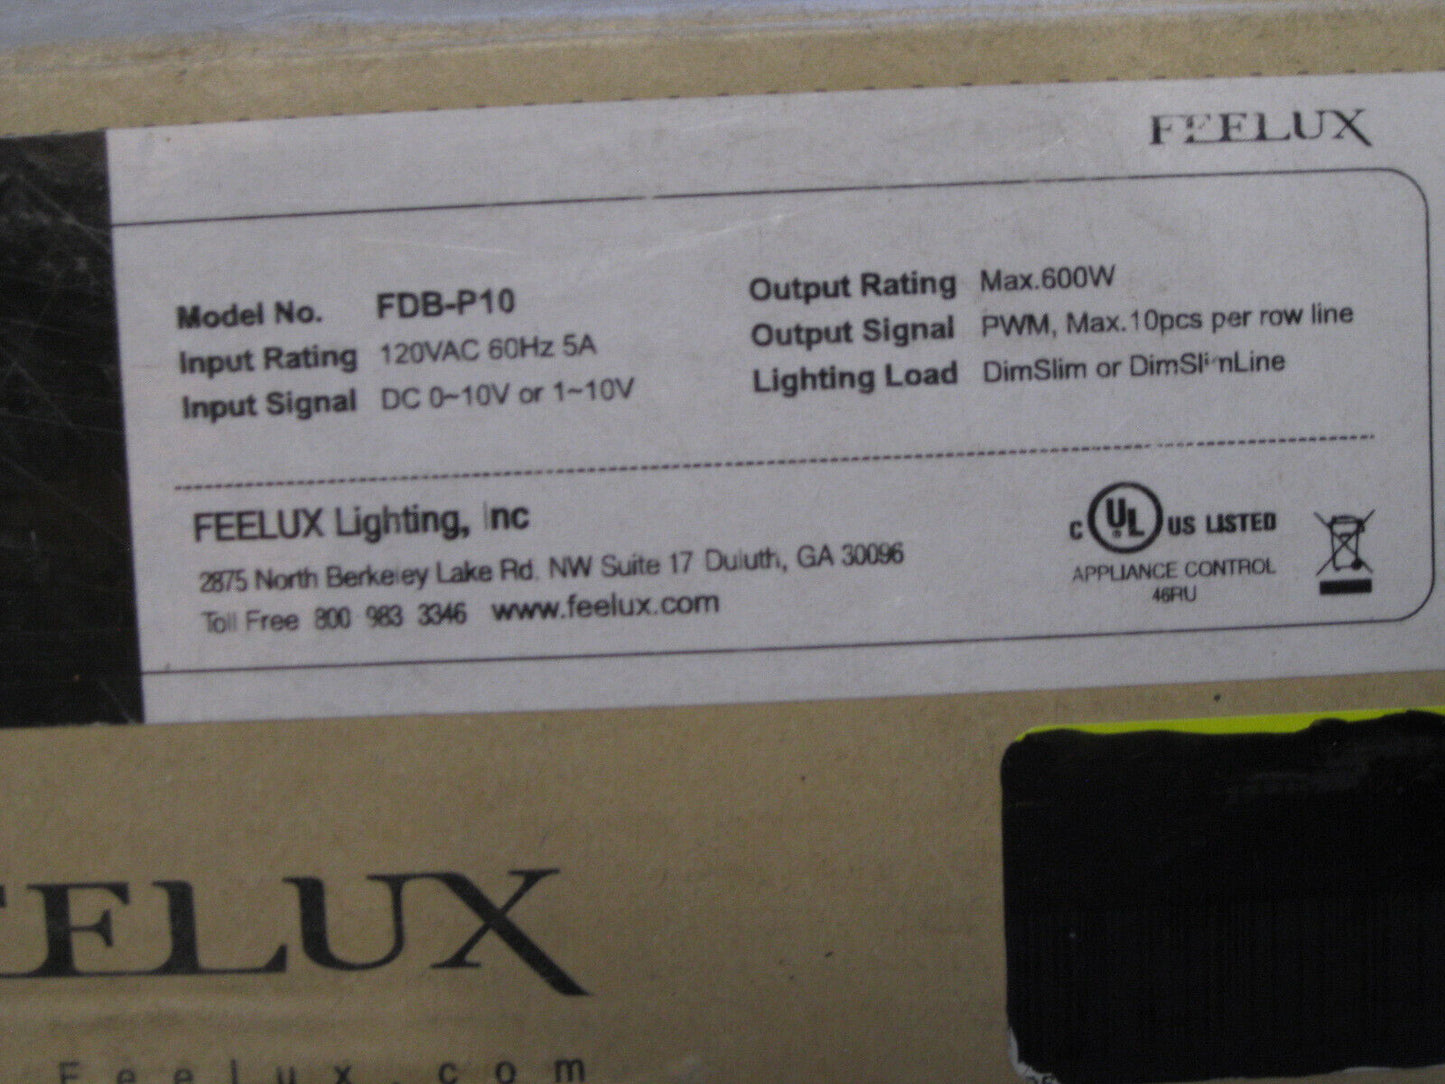 FEELUX
Model No. FDB-P10
Input Rating 120VAC 60Hz 5A
Input Signal DC 0~10V or 1~10V
Output Rating Max.600W
Output Signal PWM, Max.10pcs per row line
Lighting Load DimSlim or DimSlimLine
FEELUX Lighting, Inc
2875 North Berkeley Lake Rd. NW Suite 17 Duluth, GA 30096
Toll Free 800 983 3346 www.feelux.com
C UL ® US LISTED
APPLIANCE CONTROL
46RU
FEELUX
Feelux.com